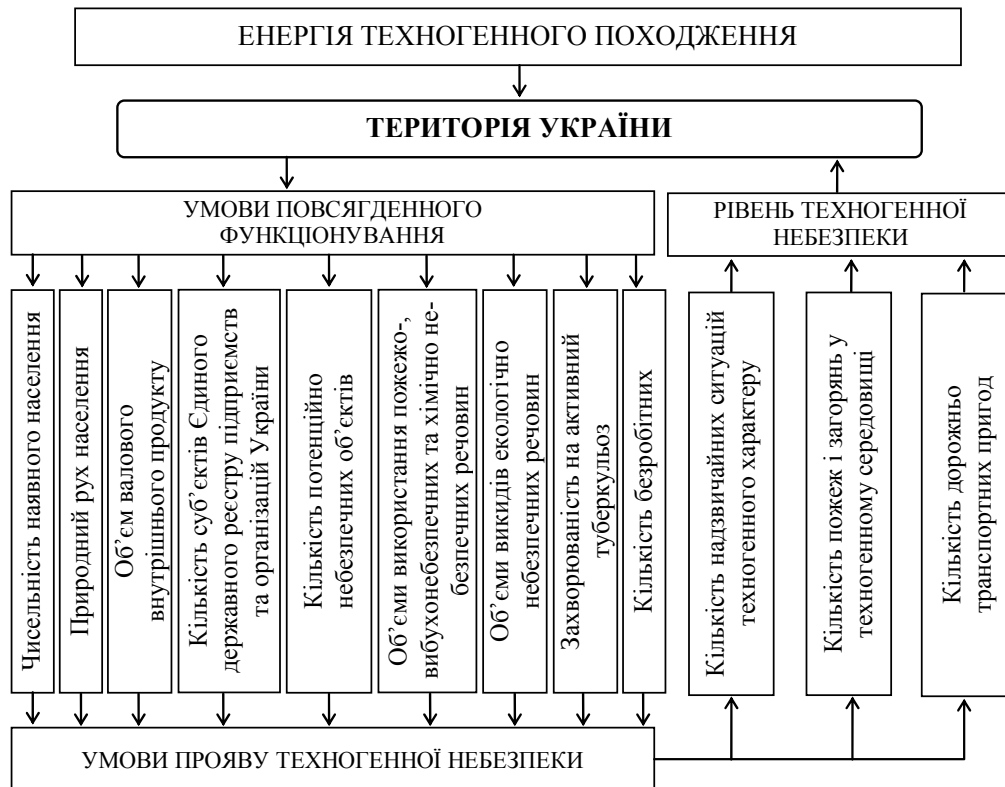 ЕНЕРГІЯ ТЕХНОГЕННОГО ПОХОДЖЕННЯ
ТЕРИТОРІЯ УКРАЇНИ
УМОВИ ПОВСЯГДЕННОГО
ФУНКЦІОНУВАННЯ
РІВЕНЬ ТЕХНОГЕННОЇ
НЕБЕЗПЕКИ
Чисельність наявного населення
Природний рух населення
Об’єм валового
внутрішнього продукту
Кількість суб’єктів Єдиного
державного реєстру підприємств
та організацій України
Кількість потенційно
небезпечних об’єктів
Об’єми використання пожежо-,
вибухонебезпечних та хімічно не-
безпечних речовин
Об’єми викидів екологічно
небезпечних речовин
Захворюваність на активний
туберкульоз
Кількість безробітних
Кількість надзвичайних ситуацій
техногенного характеру
Кількість пожеж і загорянь у
техногенному середовищі
Кількість дорожньо
транспортних пригод
УМОВИ ПРОЯВУ ТЕХНОГЕННОЇ НЕБЕЗПЕКИ